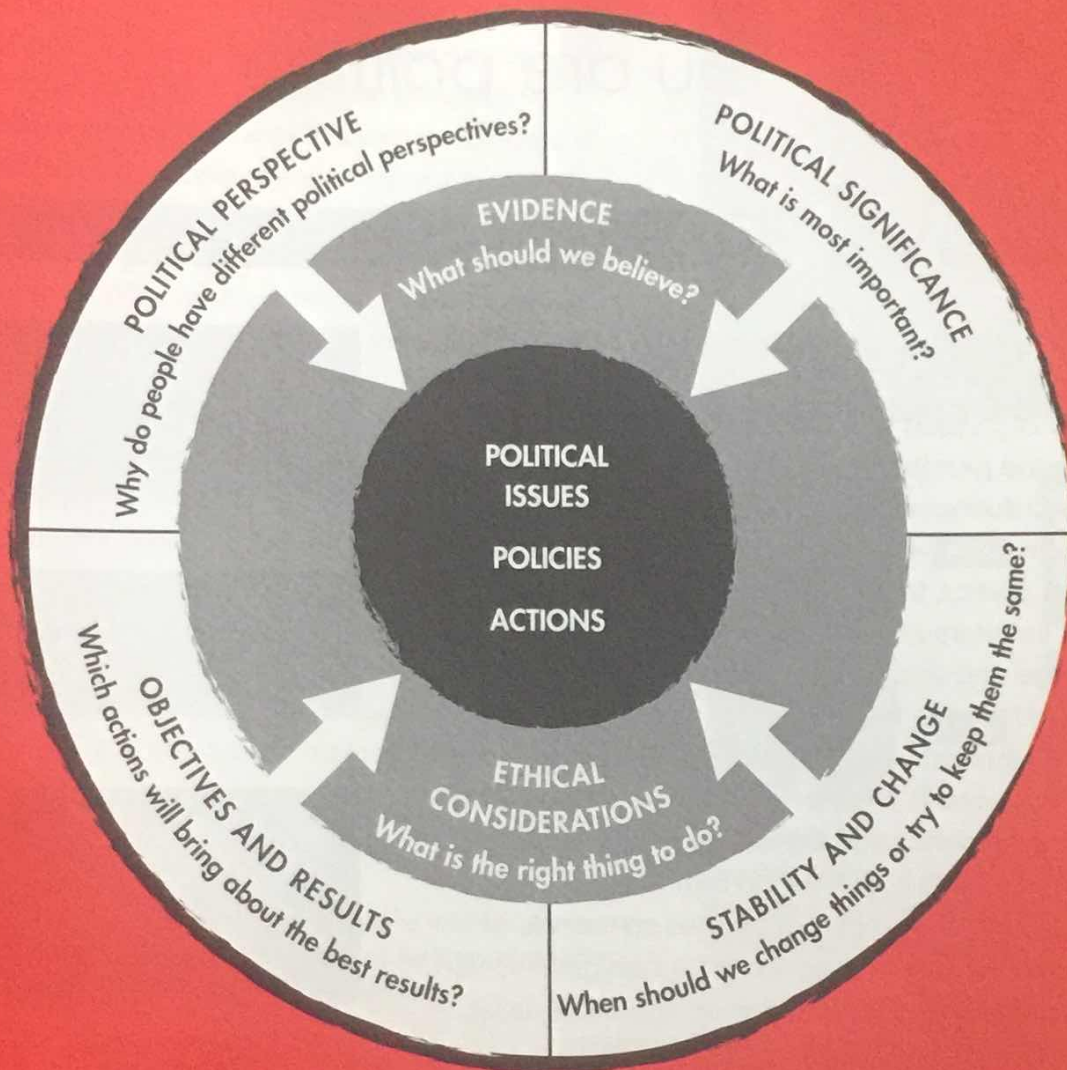 POLITICAL PERSPECTIVE
Why do people have different political perspectives?
POLITICAL SIGNIFICANCE
What is most important?
EVIDENCE
What should we believe?
POLITICAL
ISSUES
POLICIES
ACTIONS
ETHICAL
CONSIDERATIONS
What is the right thing to do?
OBJECTIVES AND RESULTS
Which actions will bring about the best results?
STABILITY AND CHANGE
When should we change things or try to keep them the same?